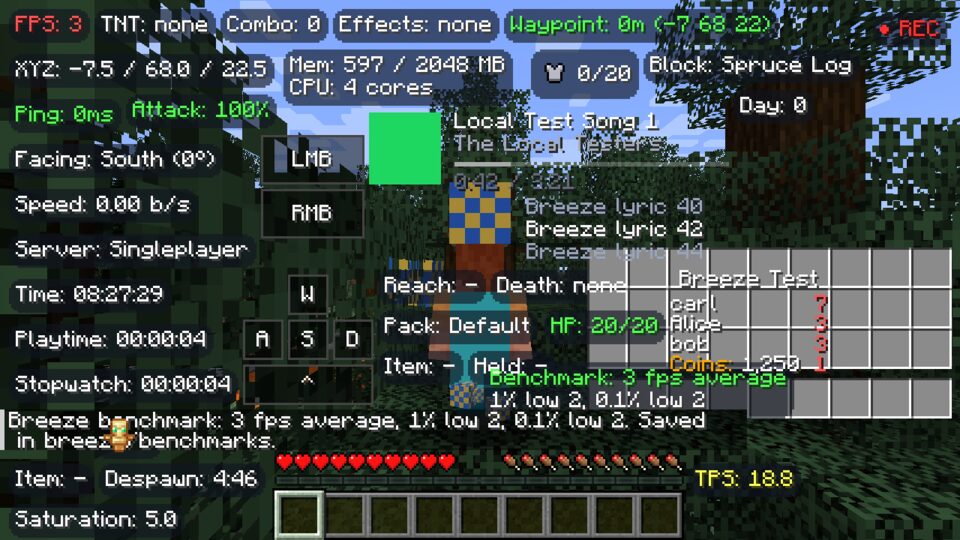 FPS: 3 TNT: none Combo: 0 Effects: none Waypoint: 0m (-7 68 22) REC
XYZ: -7.5 / 68.0 / 22.5
Mem: 597 / 2048 MB
CPU: 4 cores
0/20
Block: Spruce Log
Ping: 0ms
Attack: 100%
Day: 0
Local Test Song 1
The Local Testers
0:42 / 3:21
Facing: South (0°)
LMB
RMB
Speed: 0.00 b/s
Breeze lyric 40
Breeze lyric 42
Breeze lyric 44
Server: Singleplayer
Reach: - Death: none
Breeze Test
carl 7
Alice 3
bob 3
Coins: 1,250 1
Time: 08:27:29
W
A S D
^
Pack: Default HP: 20/20
Playtime: 00:00:04
Item: - Held: -
Stopwatch: 00:00:04
Benchmark: 3 fps average
1% low 2, 0.1% low 2
Breeze benchmark: 3 fps average, 1% low 2, 0.1% low 2. Saved
in breeze benchmarks.
Item: - Despawn: 4:46
TPS: 18.8
Saturation: 5.0